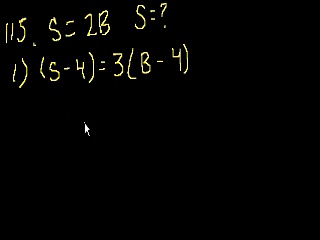 115. S = 2B S = ?
1) (S - 4) = 3(B - 4)